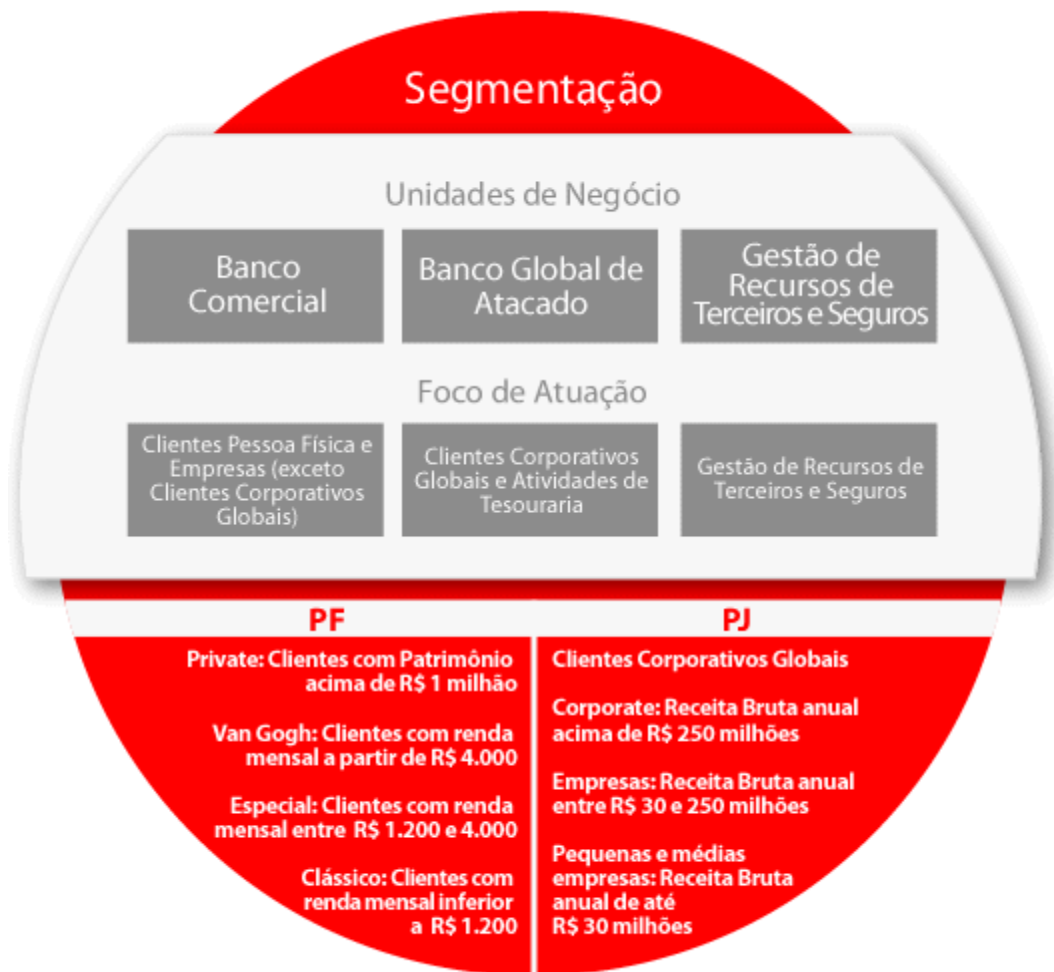 Segmentação
Unidades de Negócio
Banco
Comercial
Banco Global de
Atacado
Gestão de
Recursos de
Terceiros e Seguros
Foco de Atuação
Clientes Pessoa Física e
Empresas (exceto
Clientes Corporativos
Globais)
Clientes Corporativos
Globais e Atividades de
Tesouraria
Gestão de Recursos de
Terceiros e Seguros
PF
Private: Clientes com Patrimônio
acima de R$ 1 milhão
Van Gogh: Clientes com renda
mensal a partir de R$ 4.000
Especial: Clientes com renda
mensal entre R$ 1.200 e 4.000
Clássico: Clientes com
renda mensal inferior
a R$ 1.200
PJ
Clientes Corporativos Globais
Corporate: Receita Bruta anual
acima de R$ 250 milhões
Empresas: Receita Bruta anual
entre R$ 30 e 250 milhões
Pequenas e médias
empresas: Receita Bruta
anual de até
R$ 30 milhões